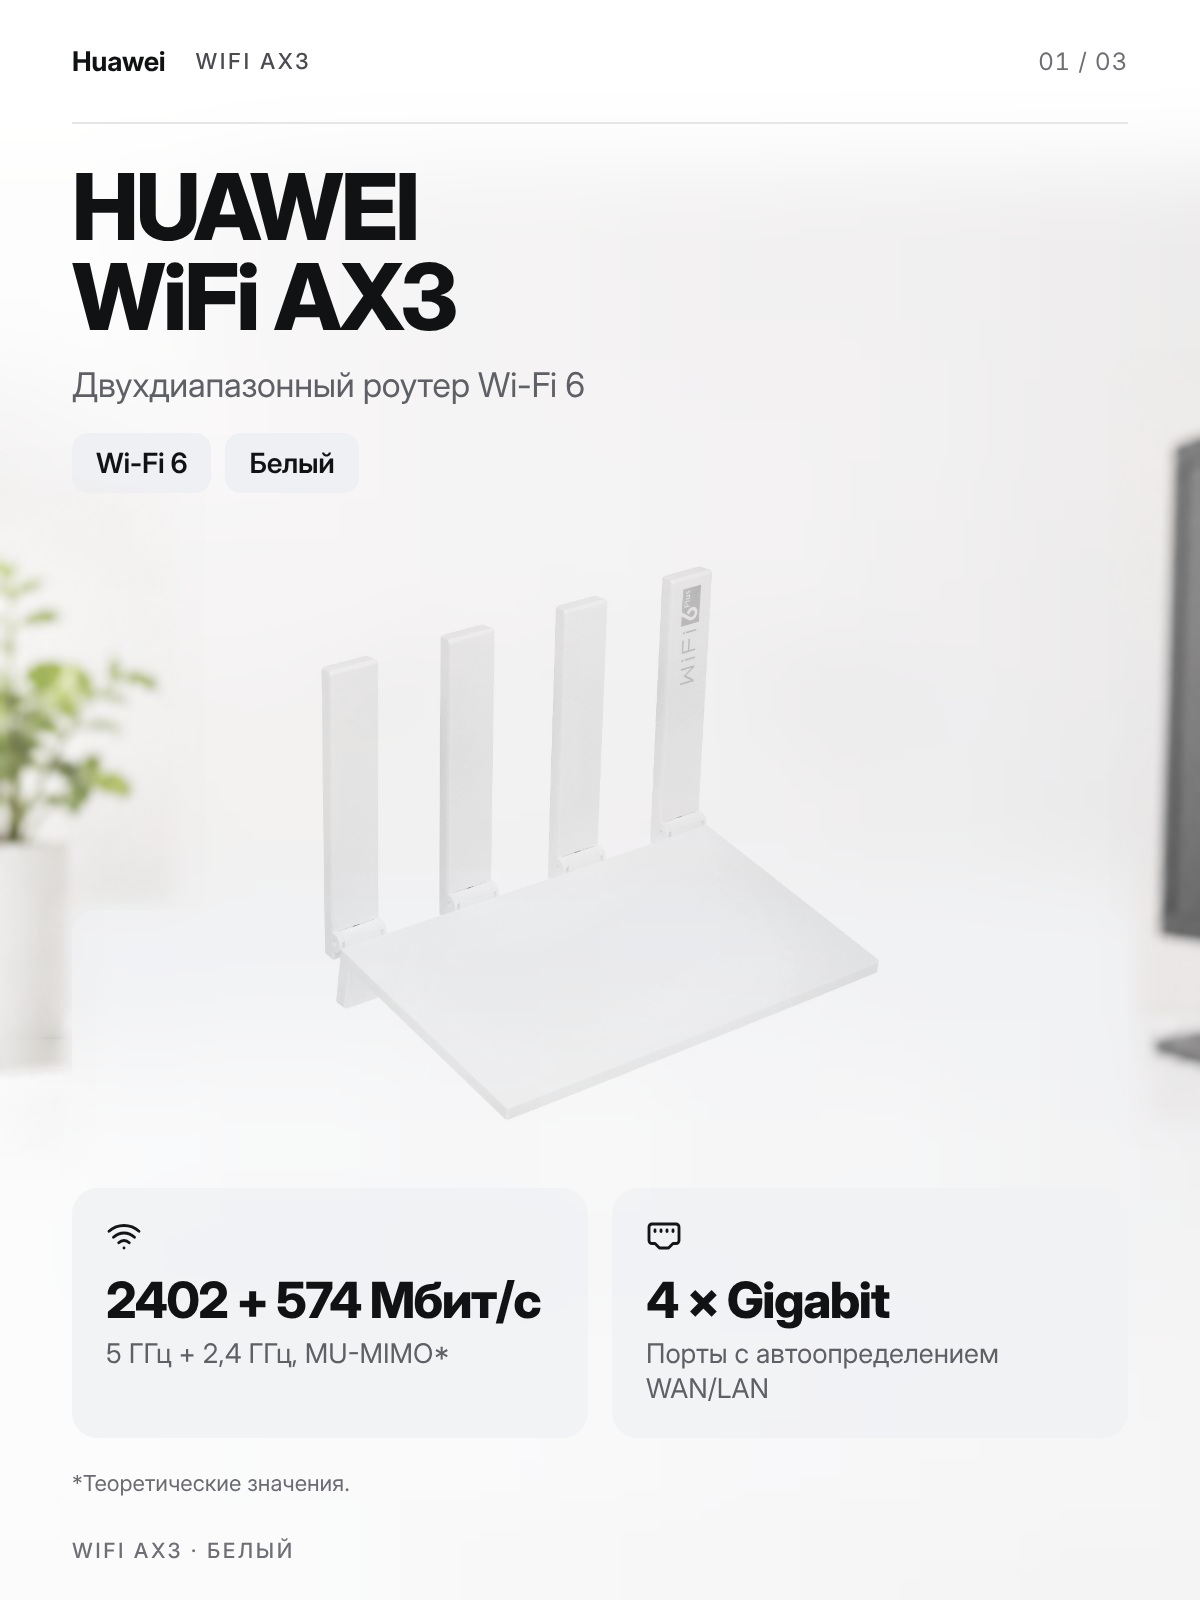 Huawei WIFI AX3
01 / 03
HUAWEI
WiFi AX3
Двухдиапазонный роутер Wi-Fi 6
Wi-Fi 6
Белый
WiFi 6 Plus
2402 + 574 Мбит/с
5 ГГц + 2,4 ГГц, MU-MIMO*
4 × Gigabit
Порты с автоопределением
WAN/LAN
*Теоретические значения.
WIFI AX3 · БЕЛЫЙ